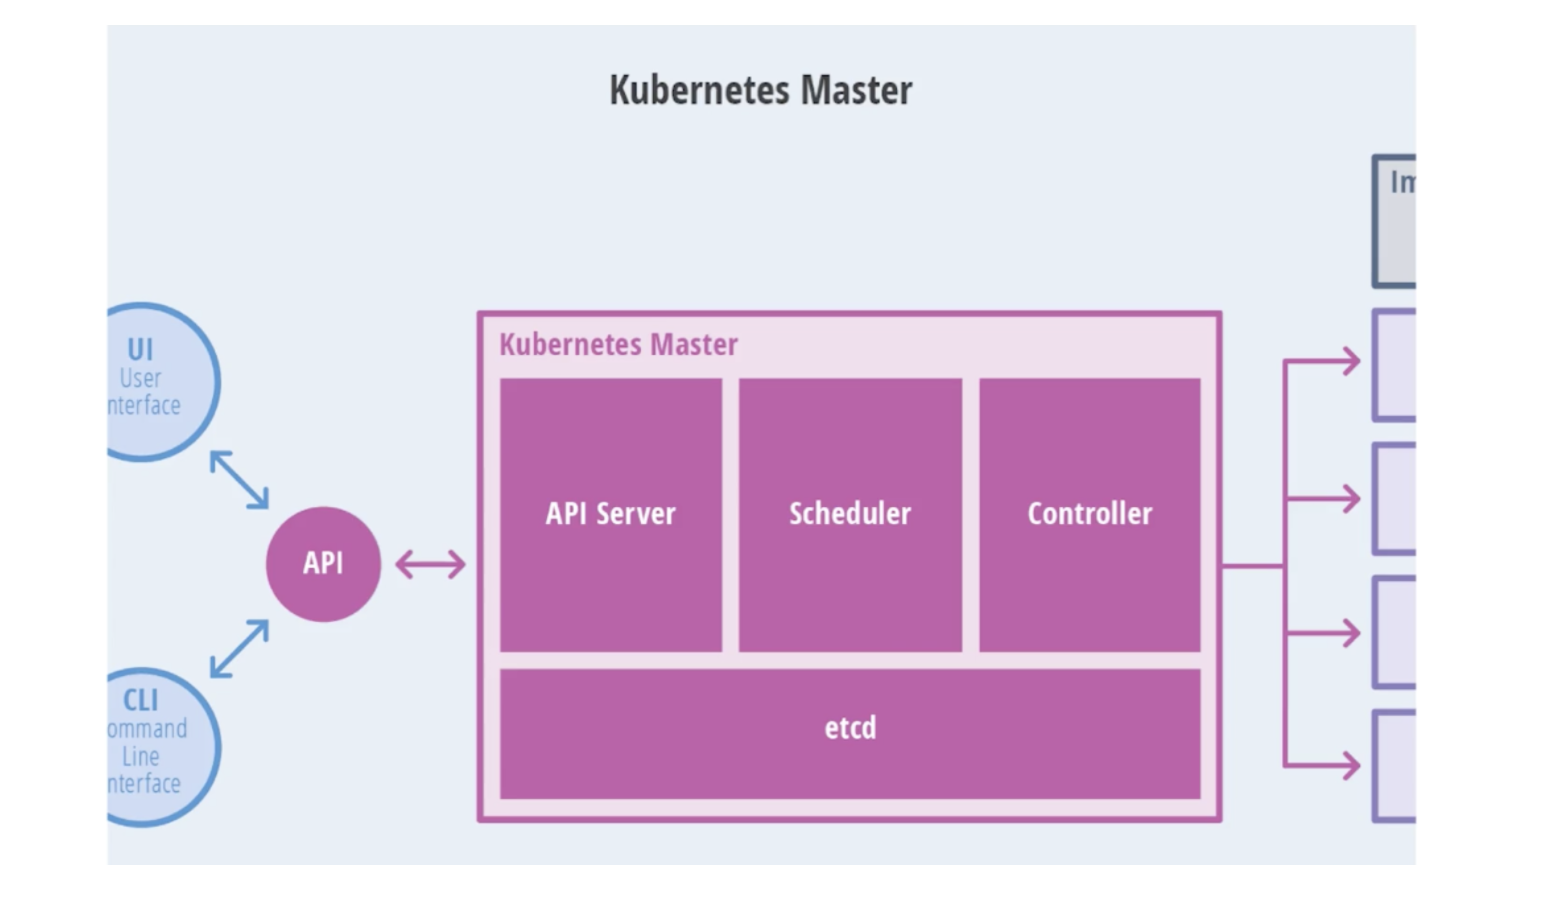 Kubernetes Master
Im
UI
User
nterface
API
CLI
ommand
Line
nterface
Kubernetes Master
API Server
Scheduler
Controller
etcd